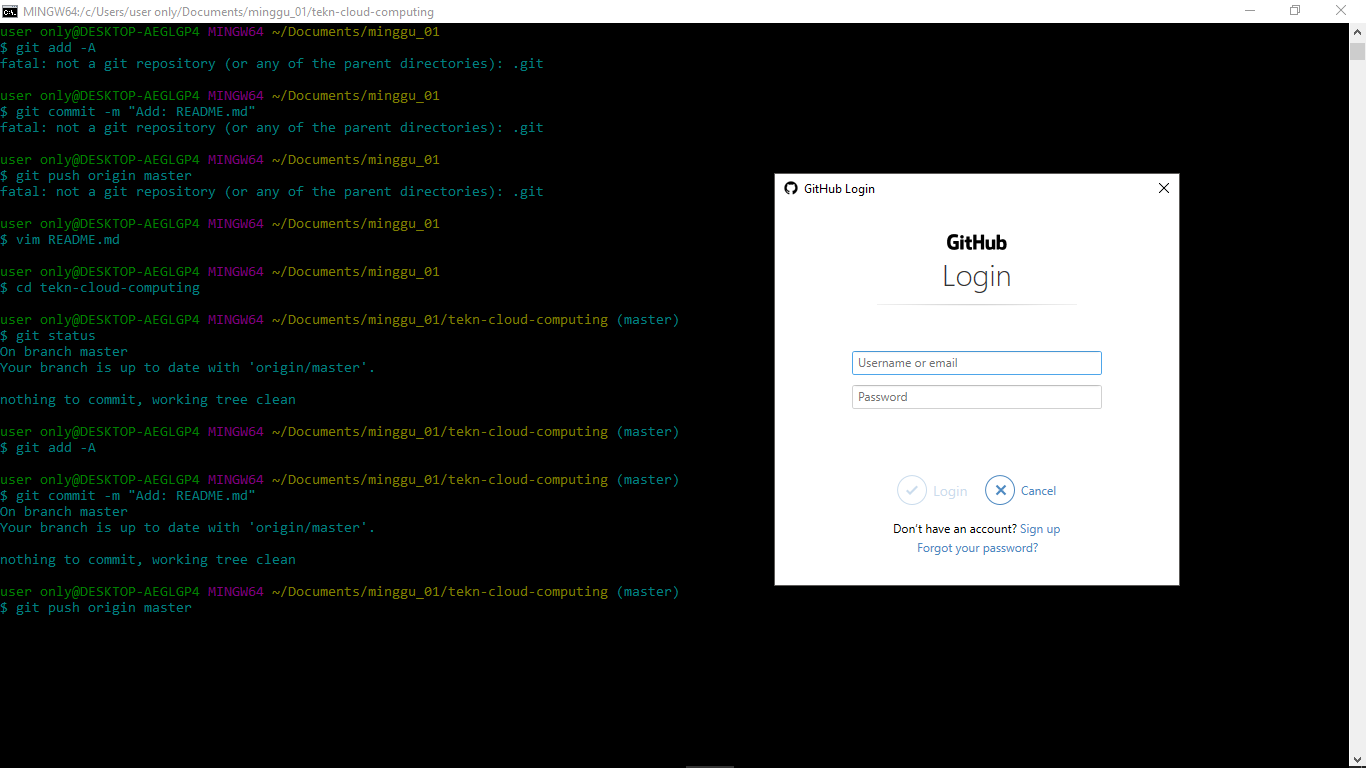 MINGW64:/c/Users/user only/Documents/minggu_01/tekn-cloud-computing
user only@DESKTOP-AEGLGP4 MINGW64 ~/Documents/minggu_01
$ git add -A
fatal: not a git repository (or any of the parent directories): .git
user only@DESKTOP-AEGLGP4 MINGW64 ~/Documents/minggu_01
$ git commit -m "Add: README.md"
fatal: not a git repository (or any of the parent directories): .git
user only@DESKTOP-AEGLGP4 MINGW64 ~/Documents/minggu_01
$ git push origin master
fatal: not a git repository (or any of the parent directories): .git
user only@DESKTOP-AEGLGP4 MINGW64 ~/Documents/minggu_01
$ vim README.md
user only@DESKTOP-AEGLGP4 MINGW64 ~/Documents/minggu_01
$ cd tekn-cloud-computing
user only@DESKTOP-AEGLGP4 MINGW64 ~/Documents/minggu_01/tekn-cloud-computing (master)
$ git status
On branch master
Your branch is up to date with 'origin/master'.
nothing to commit, working tree clean
user only@DESKTOP-AEGLGP4 MINGW64 ~/Documents/minggu_01/tekn-cloud-computing (master)
$ git add -A
user only@DESKTOP-AEGLGP4 MINGW64 ~/Documents/minggu_01/tekn-cloud-computing (master)
$ git commit -m "Add: README.md"
On branch master
Your branch is up to date with 'origin/master'.
nothing to commit, working tree clean
user only@DESKTOP-AEGLGP4 MINGW64 ~/Documents/minggu_01/tekn-cloud-computing (master)
$ git push origin master
GitHub Login
GitHub
Login
Username or email
Password
Login
Cancel
Don't have an account? Sign up
Forgot your password?